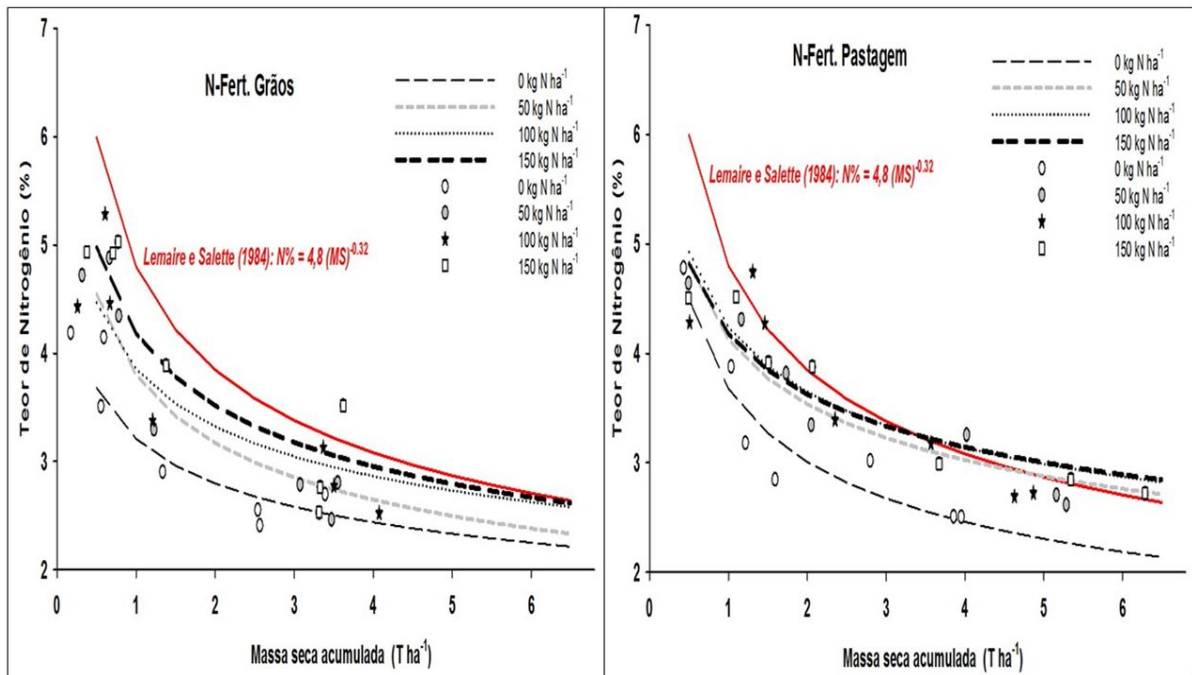 N-Fert. Grãos
0 kg N ha⁻¹
50 kg N ha⁻¹
100 kg N ha⁻¹
150 kg N ha⁻¹
0 kg N ha⁻¹
50 kg N ha⁻¹
100 kg N ha⁻¹
150 kg N ha⁻¹
Lemaire e Salette (1984): N% = 4,8 (MS)⁻⁰·³²
Teor de Nitrogênio (%)
7
6
5
4
3
2
0 1 2 3 4 5 6
Massa seca acumulada (T ha⁻¹)
N-Fert. Pastagem
0 kg N ha⁻¹
50 kg N ha⁻¹
100 kg N ha⁻¹
150 kg N ha⁻¹
0 kg N ha⁻¹
50 kg N ha⁻¹
100 kg N ha⁻¹
150 kg N ha⁻¹
Lemaire e Salette (1984): N% = 4,8 (MS)⁻⁰·³²
Teor de Nitrogênio (%)
7
6
5
4
3
2
0 1 2 3 4 5 6
Massa seca acumulada (T ha⁻¹)